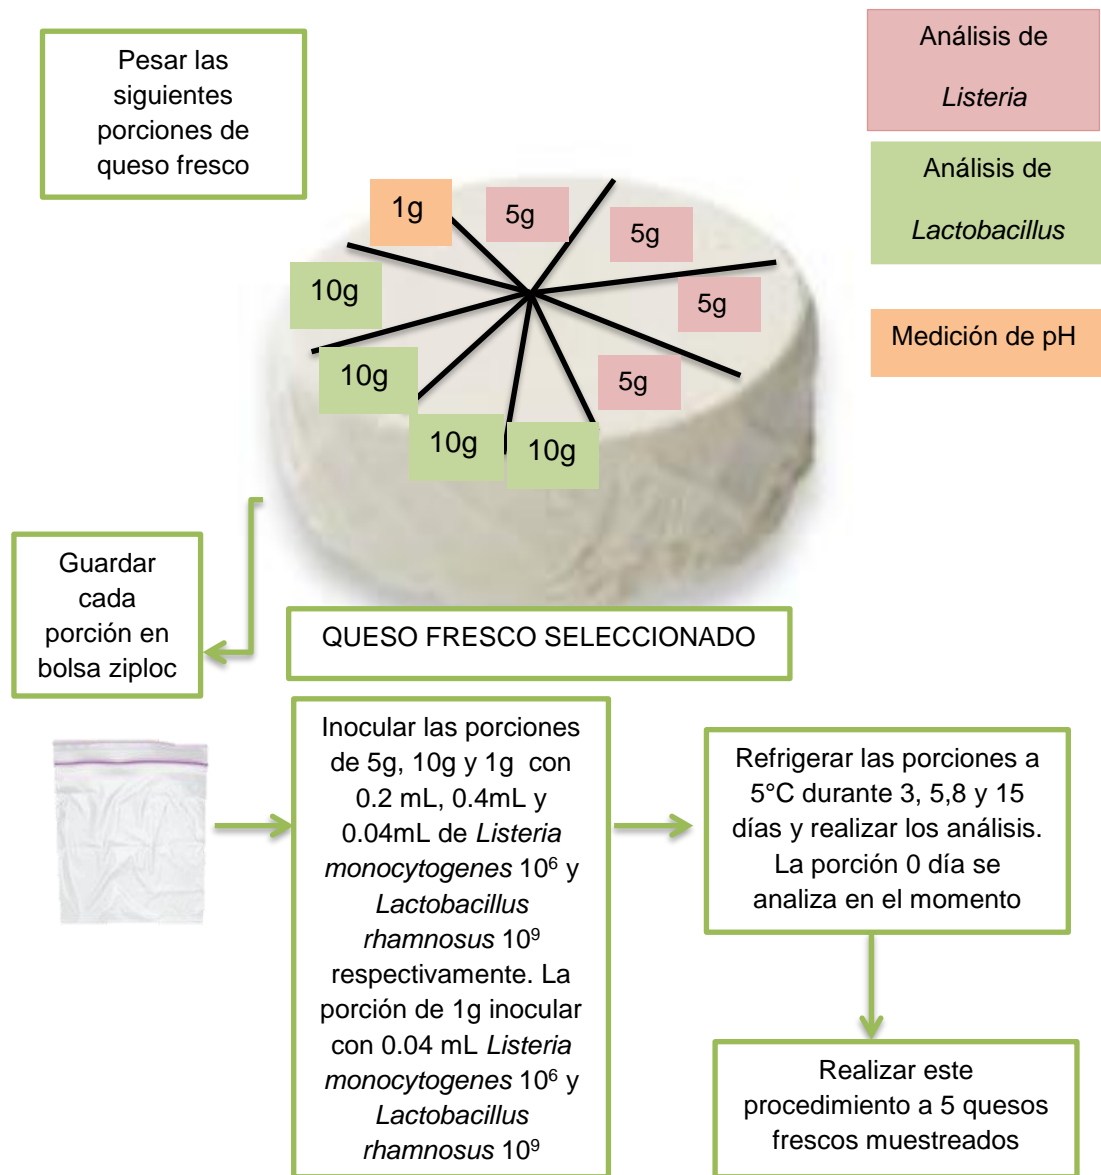 Pesar las
siguientes
porciones de
queso fresco
Análisis de
Listeria
Análisis de
Lactobacillus
Medición de pH
1g
5g
5g
10g
5g
10g
5g
10g
10g
Guardar
cada
porción en
bolsa ziploc
QUESO FRESCO SELECCIONADO
Inocular las porciones
de 5g, 10g y 1g con
0.2 mL, 0.4mL y
0.04mL de Listeria
monocytogenes 10⁶ y
Lactobacillus
rhamnosus 10⁹
respectivamente. La
porción de 1g inocular
con 0.04 mL Listeria
monocytogenes 10⁶ y
Lactobacillus
rhamnosus 10⁹
Refrigerar las porciones a
5°C durante 3, 5,8 y 15
días y realizar los análisis.
La porción 0 día se
analiza en el momento
Realizar este
procedimiento a 5 quesos
frescos muestreados